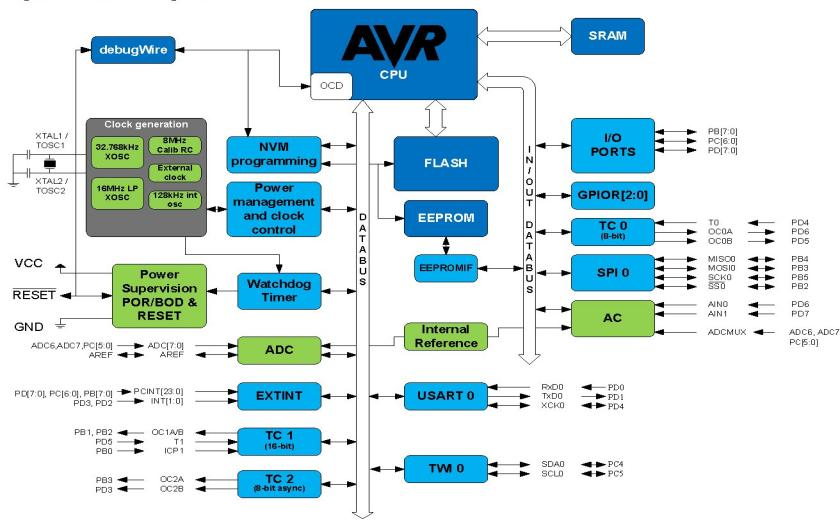 AVR
CPU
OCD
debugWire
SRAM
Clock generation
XTAL1 /
TOSC1
XTAL2 /
TOSC2
32.768kHz
XOSC
8MHz
Calib RC
External
clock
16MHz LP
XOSC
128kHz int
osc
NVM
programming
Power
management
and clock
control
FLASH
EEPROM
EEPROMIF
I/O
PORTS
PB[7:0]
PC[6:0]
PD[7:0]
GPIOR[2:0]
TC 0
(8-bit)
T0
OC0A
OC0B
PD4
PD6
PD5
SPI 0
MISO0
MOSI0
SCK0
SS0
PB4
PB3
PB5
PB2
AC
AIN0
AIN1
ADCMUX
PD6
PD7
ADC6, ADC7
PC[5:0]
DATABUS
IN/OUT DATABUS
VCC
RESET
GND
Power
Supervision
POR/BOD &
RESET
Watchdog
Timer
Internal
Reference
ADC6,ADC7,PC[5:0]
AREF
ADC[7:0]
AREF
ADC
PD[7:0], PC[6:0], PB[7:0]
PD3, PD2
PCINT[23:0]
INT[1:0]
EXTINT
USART 0
RxD0
TxD0
XCK0
PD0
PD1
PD4
PB1, PB2
PD5
PB0
OC1A/B
T1
ICP1
TC 1
(16-bit)
TWI 0
SDA0
SCL0
PC4
PC5
PB3
PD3
OC2A
OC2B
TC 2
(8-bit async)